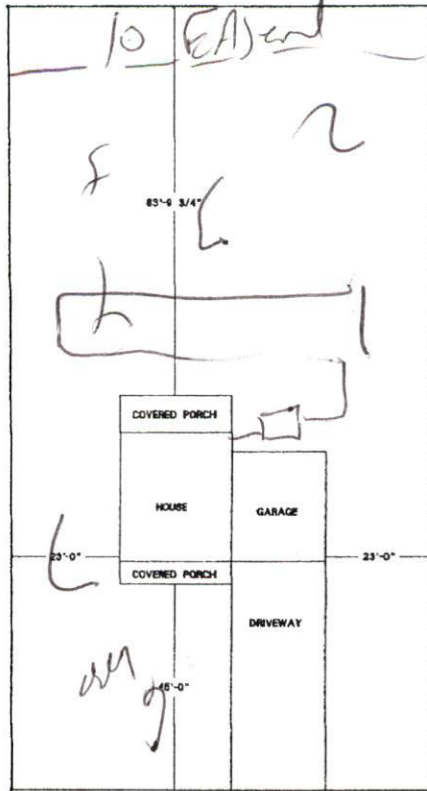 10 EAsemt
83'-9 3/4"
COVERED PORCH
HOUSE
GARAGE
23'-0"
23'-0"
COVERED PORCH
DRIVEWAY
45'-0"